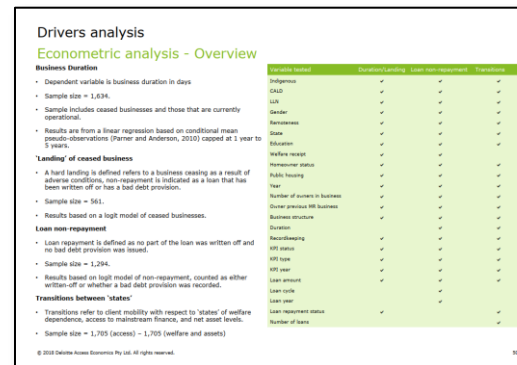 Drivers analysis
Econometric analysis - Overview
Business Duration
• Dependent variable is business duration in days
• Sample size = 1,634.
• Sample includes ceased businesses and those that are currently
operational.
• Results are from a linear regression based on conditional mean
pseudo-observations (Parner and Anderson, 2010) capped at 1 year to
5 years.
'Landing' of ceased business
• A hard landing is defined refers to a business ceasing as a result of
adverse conditions, non-payment is indicated as a loan that has
been written off or has a bad debt provision.
• Sample size = 561.
• Results based on a logit model of ceased businesses.
Loan non-repayment
• Loan repayment is defined as no part of the loan was written off and
no bad debt provision was issued.
• Sample size = 1,294.
• Results based on logit model of non-repayment, counted as either
written-off or whether a bad debt provision was recorded.
Transitions between 'states'
• Transitions refer to client mobility with respect to 'states' of welfare
dependence, access to mainstream finance, and net asset levels.
• Sample size = 1,705 (access) – 1,705 (welfare and assets)
Variable tested Duration/Landing Loan non-repayment Transitions
Indigenous ✓ ✓ ✓
CALD ✓ ✓ ✓
LUS ✓ ✓ ✓
Gender ✓ ✓ ✓
Remoteness ✓ ✓ ✓
State ✓ ✓ ✓
Education ✓ ✓ ✓
Welfare receipt ✓ ✓
Homeowner status ✓ ✓ ✓
Public housing ✓ ✓ ✓
Year ✓ ✓ ✓
Number of owners in business ✓ ✓ ✓
Owner previous MR business ✓ ✓ ✓
Business structure ✓ ✓ ✓
Duration ✓ ✓
Recordkeeping ✓ ✓ ✓
KPI status ✓ ✓ ✓
KPI type ✓ ✓ ✓
KPI year ✓ ✓ ✓
Loan amount ✓ ✓ ✓
Loan cycle ✓
Loan year ✓
Loan repayment status ✓ ✓
Number of loans ✓
© 2018 Deloitte Access Economics Pty Ltd. All rights reserved.